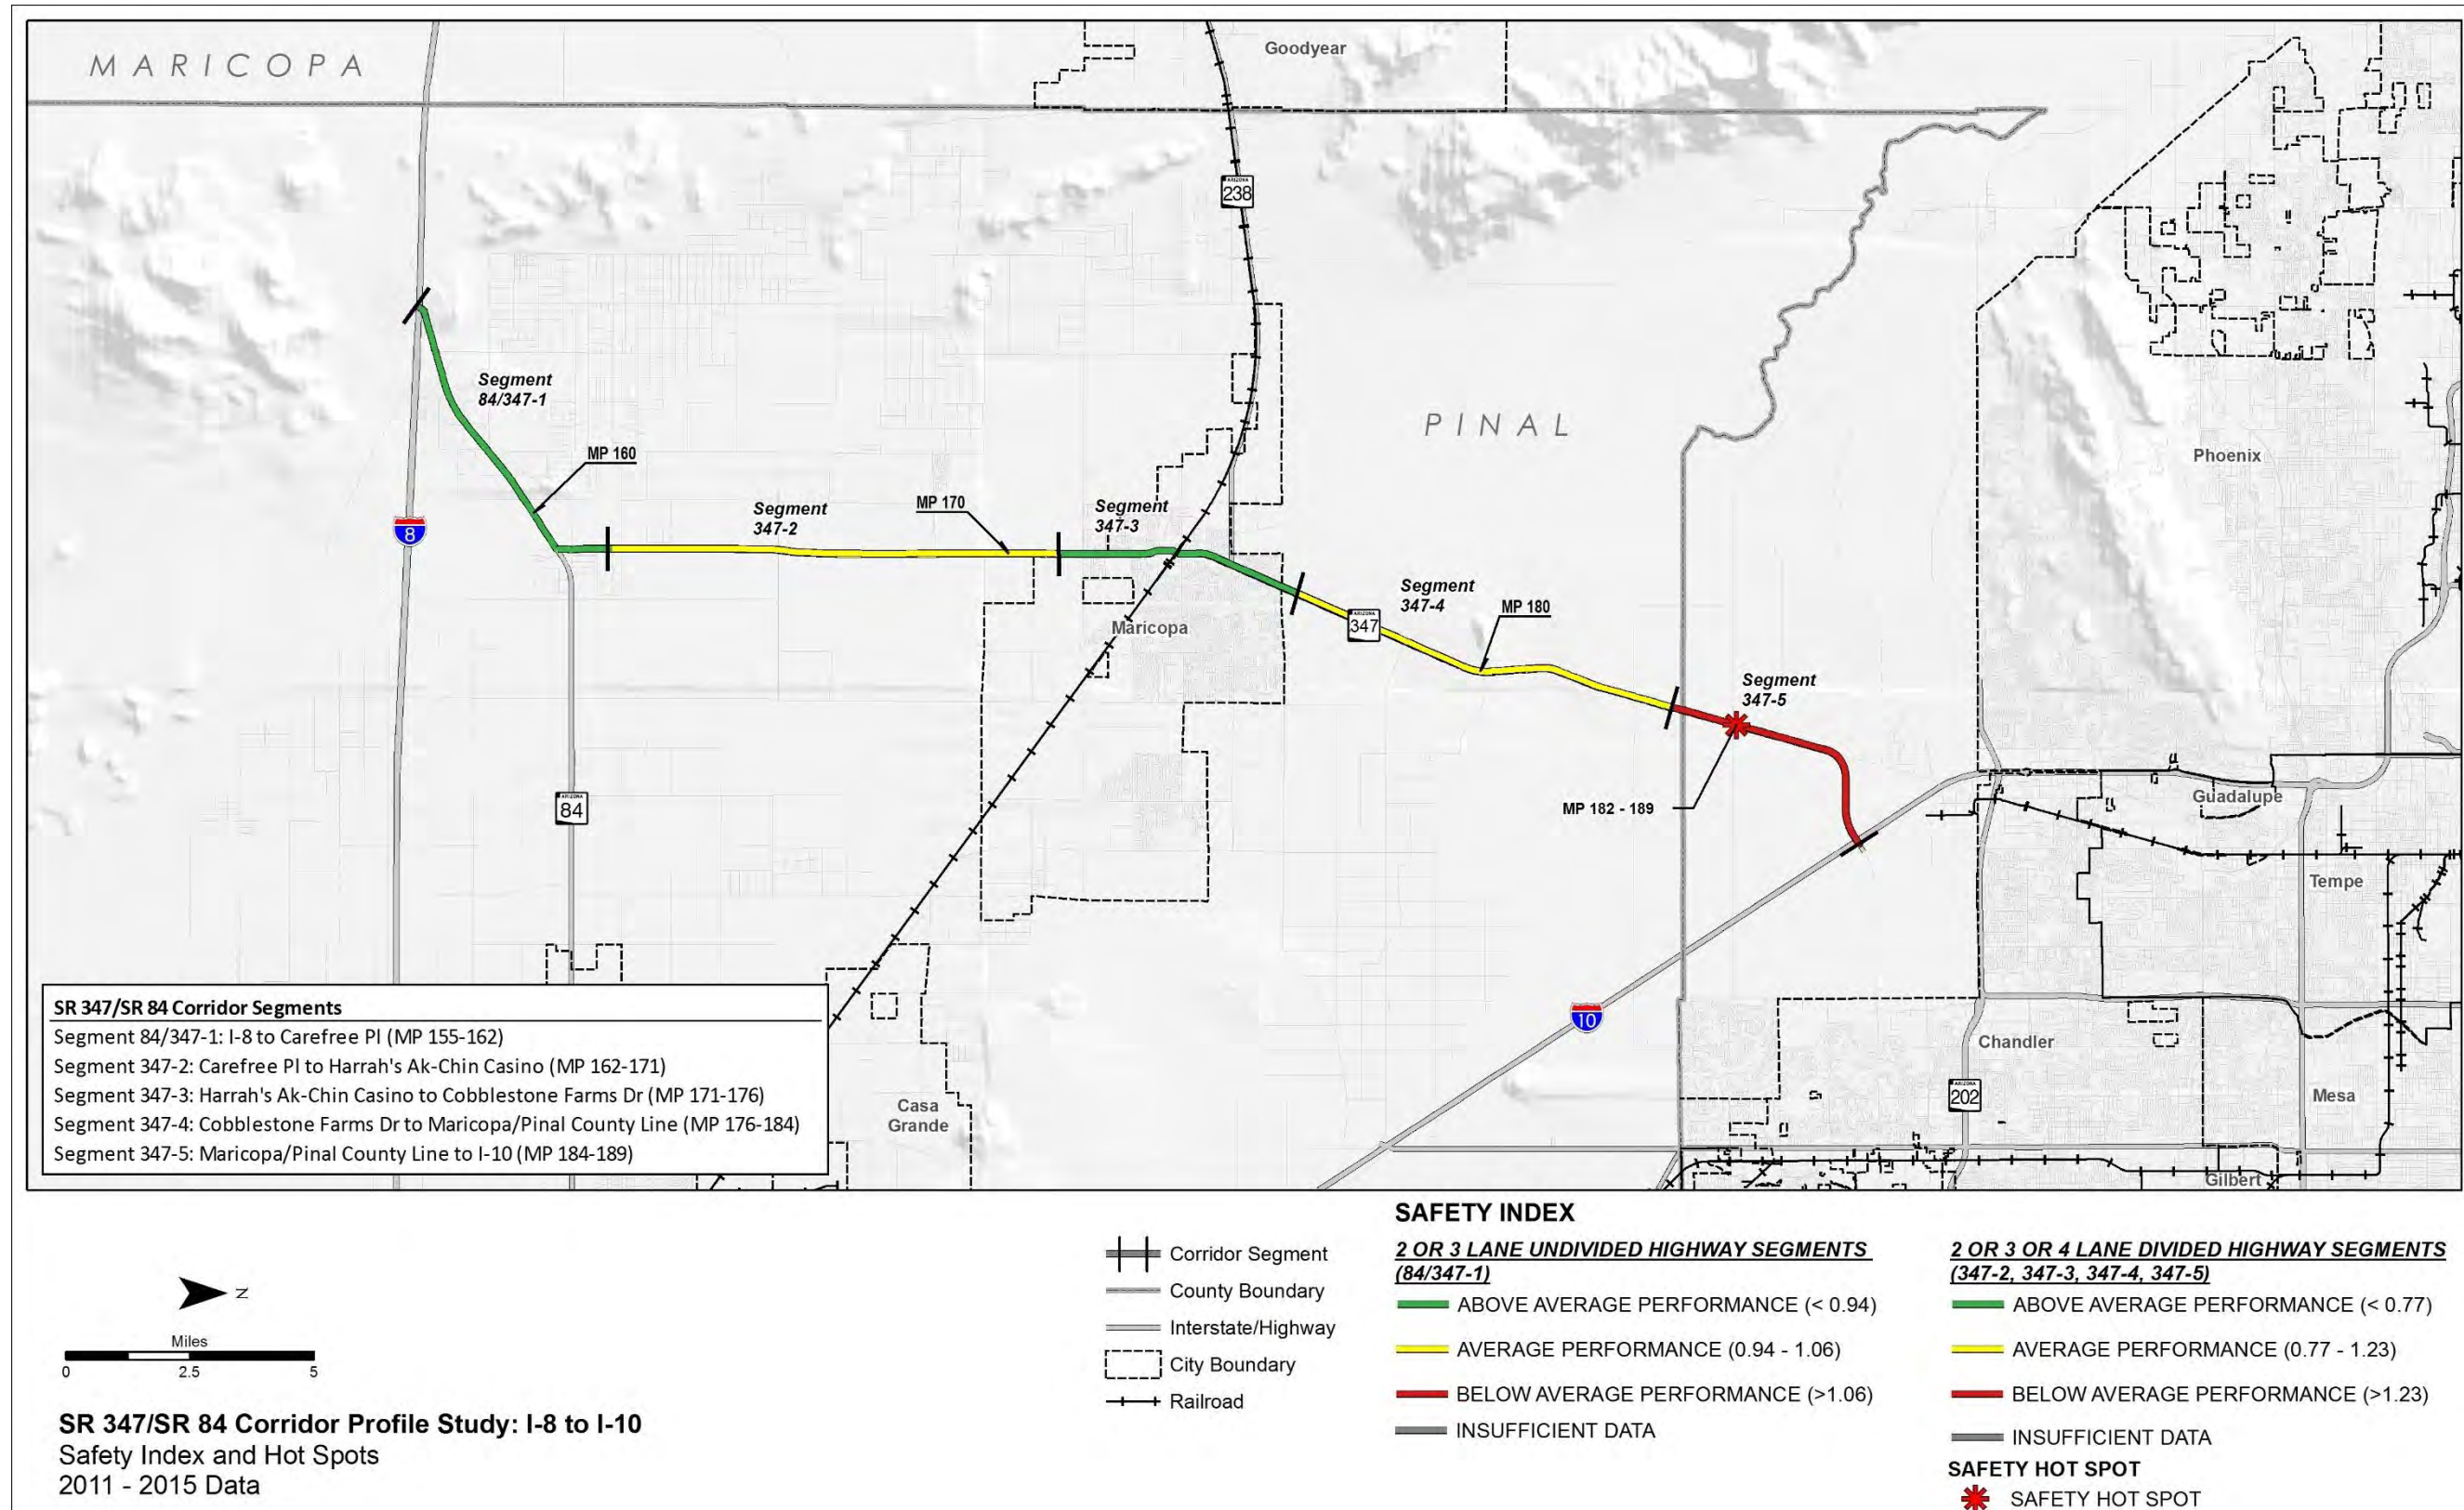 MARICOPA
Goodyear
ARIZONA
238
Segment
84/347-1
MP 160
PINAL
Phoenix
8
Segment
347-2
MP 170
Segment
347-3
Segment
347-4
MP 180
ARIZONA
347
Maricopa
Segment
347-5
MP 182 - 189
Guadalupe
ARIZONA
84
Tempe
10
Chandler
ARIZONA
202
Mesa
Casa
Grande
Gilbert
SR 347/SR 84 Corridor Segments
Segment 84/347-1: I-8 to Carefree Pl (MP 155-162)
Segment 347-2: Carefree Pl to Harrah's Ak-Chin Casino (MP 162-171)
Segment 347-3: Harrah's Ak-Chin Casino to Cobblestone Farms Dr (MP 171-176)
Segment 347-4: Cobblestone Farms Dr to Maricopa/Pinal County Line (MP 176-184)
Segment 347-5: Maricopa/Pinal County Line to I-10 (MP 184-189)
N
Miles
0 2.5 5
SR 347/SR 84 Corridor Profile Study: I-8 to I-10
Safety Index and Hot Spots
2011 - 2015 Data
Corridor Segment
County Boundary
Interstate/Highway
City Boundary
Railroad
SAFETY INDEX
2 OR 3 LANE UNDIVIDED HIGHWAY SEGMENTS
(84/347-1)
ABOVE AVERAGE PERFORMANCE (< 0.94)
AVERAGE PERFORMANCE (0.94 - 1.06)
BELOW AVERAGE PERFORMANCE (>1.06)
INSUFFICIENT DATA
2 OR 3 OR 4 LANE DIVIDED HIGHWAY SEGMENTS
(347-2, 347-3, 347-4, 347-5)
ABOVE AVERAGE PERFORMANCE (< 0.77)
AVERAGE PERFORMANCE (0.77 - 1.23)
BELOW AVERAGE PERFORMANCE (>1.23)
INSUFFICIENT DATA
SAFETY HOT SPOT
SAFETY HOT SPOT